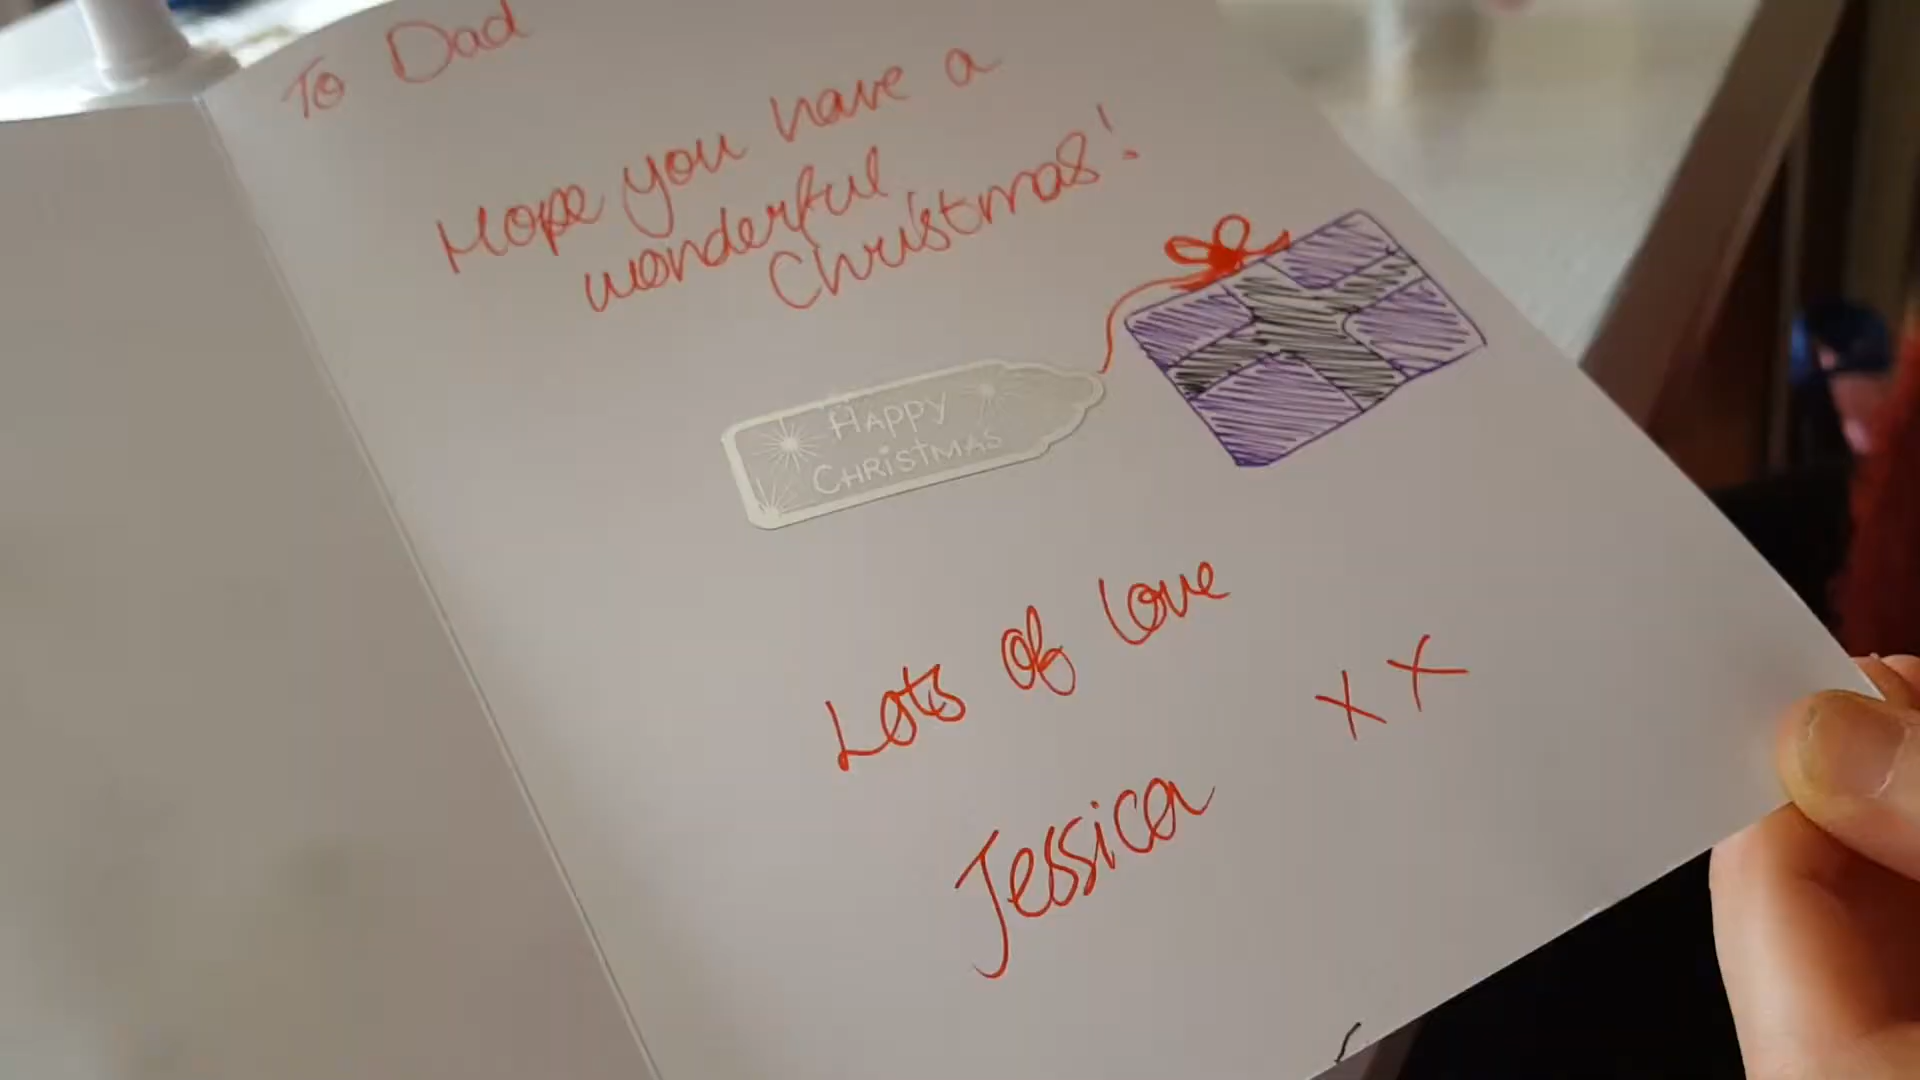 To Dad
Hope you have a
wonderful
Christmas!
HAPPY
CHRISTMAS
Lots of love
Jessica xx